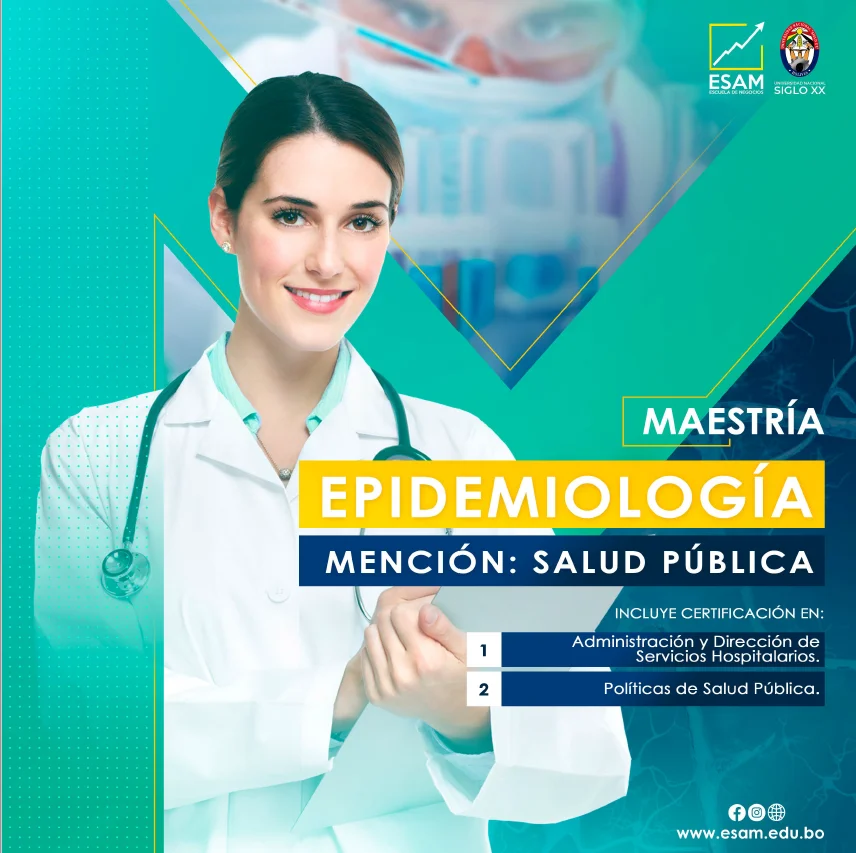 ESAM
ESCUELA DE NEGOCIOS
UNIVERSIDAD NACIONAL
SIGLO XX
MAESTRÍA
EPIDEMIOLOGÍA
MENCIÓN: SALUD PÚBLICA
INCLUYE CERTIFICACIÓN EN:
1
Administración y Dirección de
Servicios Hospitalarios.
2
Políticas de Salud Pública.
www.esam.edu.bo